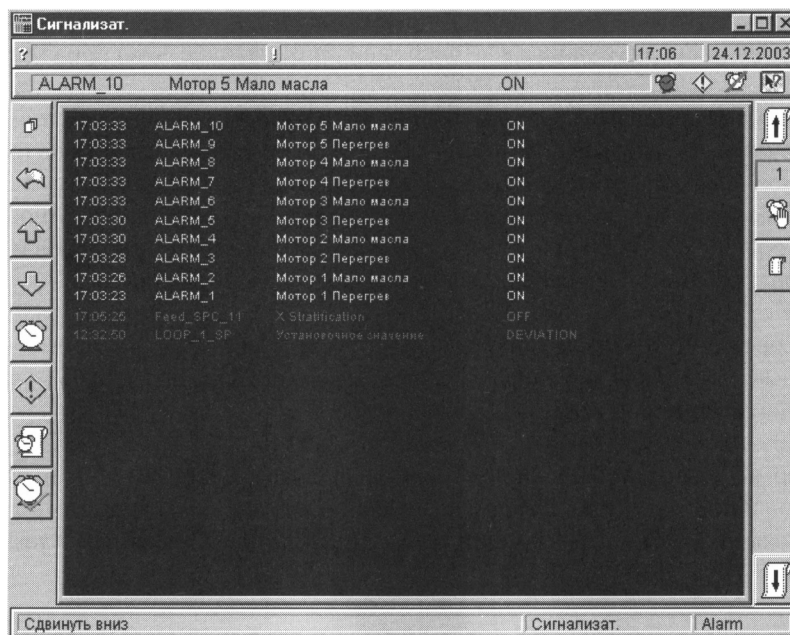 Сигнализат.
? ! 17:06 24.12.2003
ALARM_10 Мотор 5 Мало масла ON
17:03:33 ALARM_10 Мотор 5 Мало масла ON
17:03:33 ALARM_9 Мотор 5 Перегрев ON
17:03:33 ALARM_8 Мотор 4 Мало масла ON
17:03:33 ALARM_7 Мотор 4 Перегрев ON
17:03:33 ALARM_6 Мотор 3 Мало масла ON
17:03:30 ALARM_5 Мотор 3 Перегрев ON
17:03:30 ALARM_4 Мотор 2 Мало масла ON
17:03:28 ALARM_3 Мотор 2 Перегрев ON
17:03:26 ALARM_2 Мотор 1 Мало масла ON
17:03:23 ALARM_1 Мотор 1 Перегрев ON
17:05:25 Feed_SPC_11 X Stratification OFF
12:32:50 LOOP_1_SP Установочное значение DEVIATION
1
Сдвинуть вниз Сигнализат. Alarm